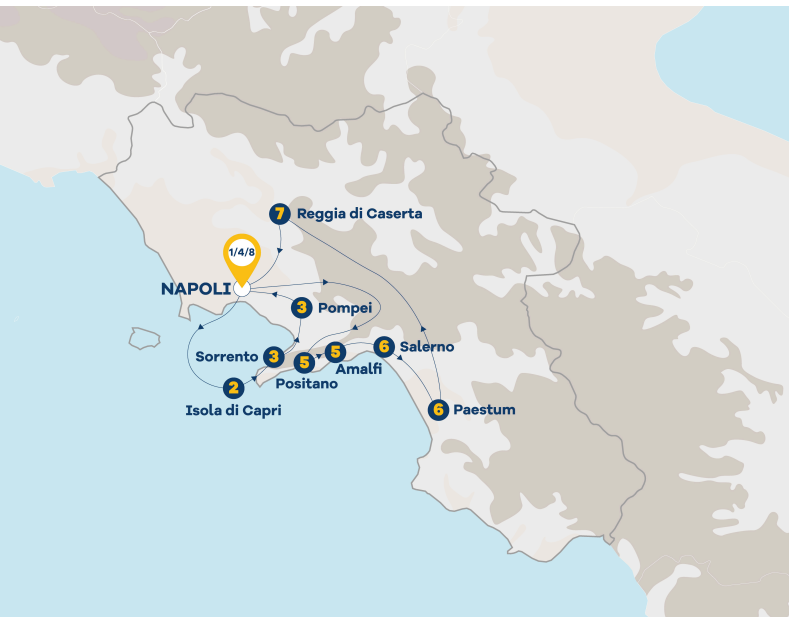 7 Reggia di Caserta
1/4/8
NAPOLI
3 Pompei
Sorrento 3
5
Positano
5
Amalfi
6 Salerno
2
Isola di Capri
6 Paestum